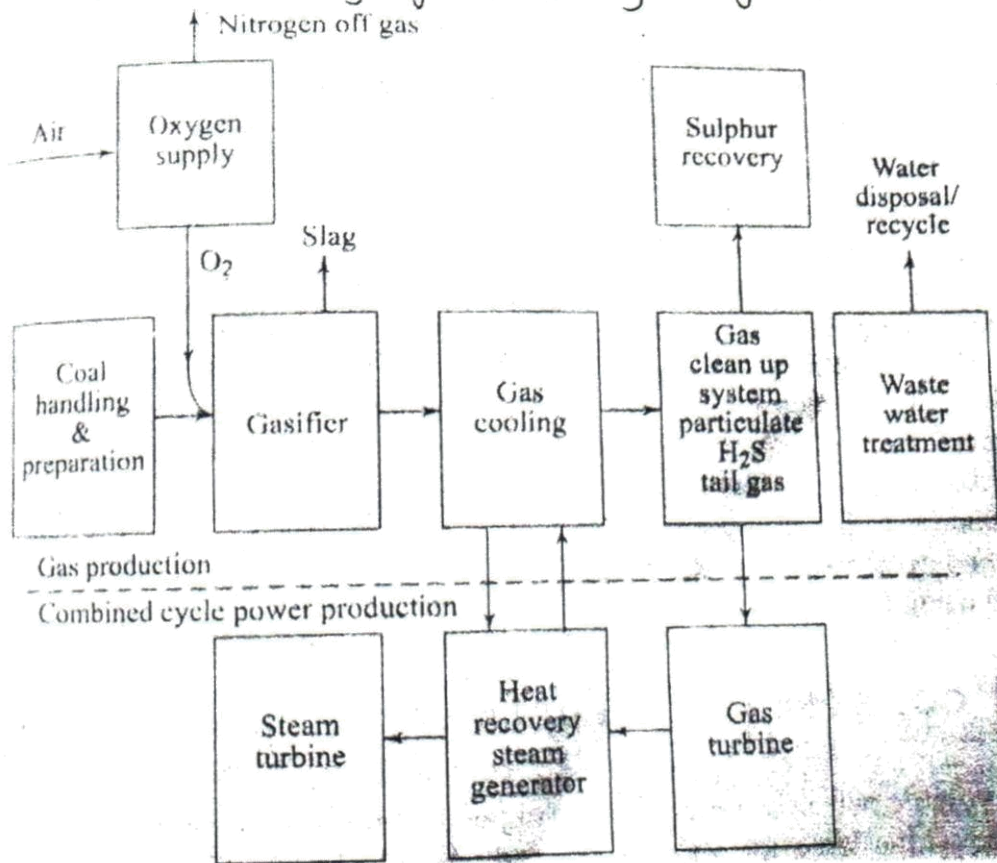 Nitrogen off gas
Air
Oxygen
supply
Sulphur
recovery
Water
disposal/
recycle
Slag
O₂
Coal
handling
&
preparation
Gasifier
Gas
cooling
Gas
clean up
system
particulate
H₂S
tail gas
Waste
water
treatment
Gas production
Combined cycle power production
Steam
turbine
Heat
recovery
steam
generator
Gas
turbine